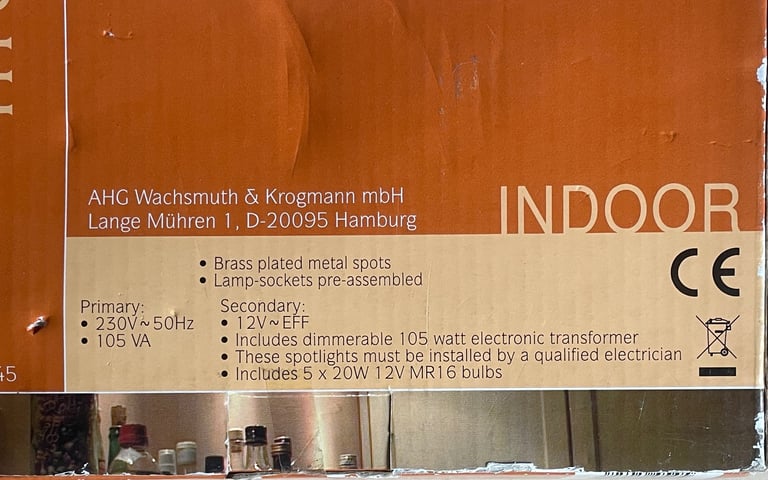 AHG Wachsmuth & Krogmann mbH
Lange Mühren 1, D-20095 Hamburg
INDOOR
• Brass plated metal spots
• Lamp-sockets pre-assembled
CE
Primary:
• 230V~50Hz
• 105 VA
Secondary:
• 12V~EFF
• Includes dimmerable 105 watt electronic transformer
• These spotlights must be installed by a qualified electrician
• Includes 5 x 20W 12V MR16 bulbs
45